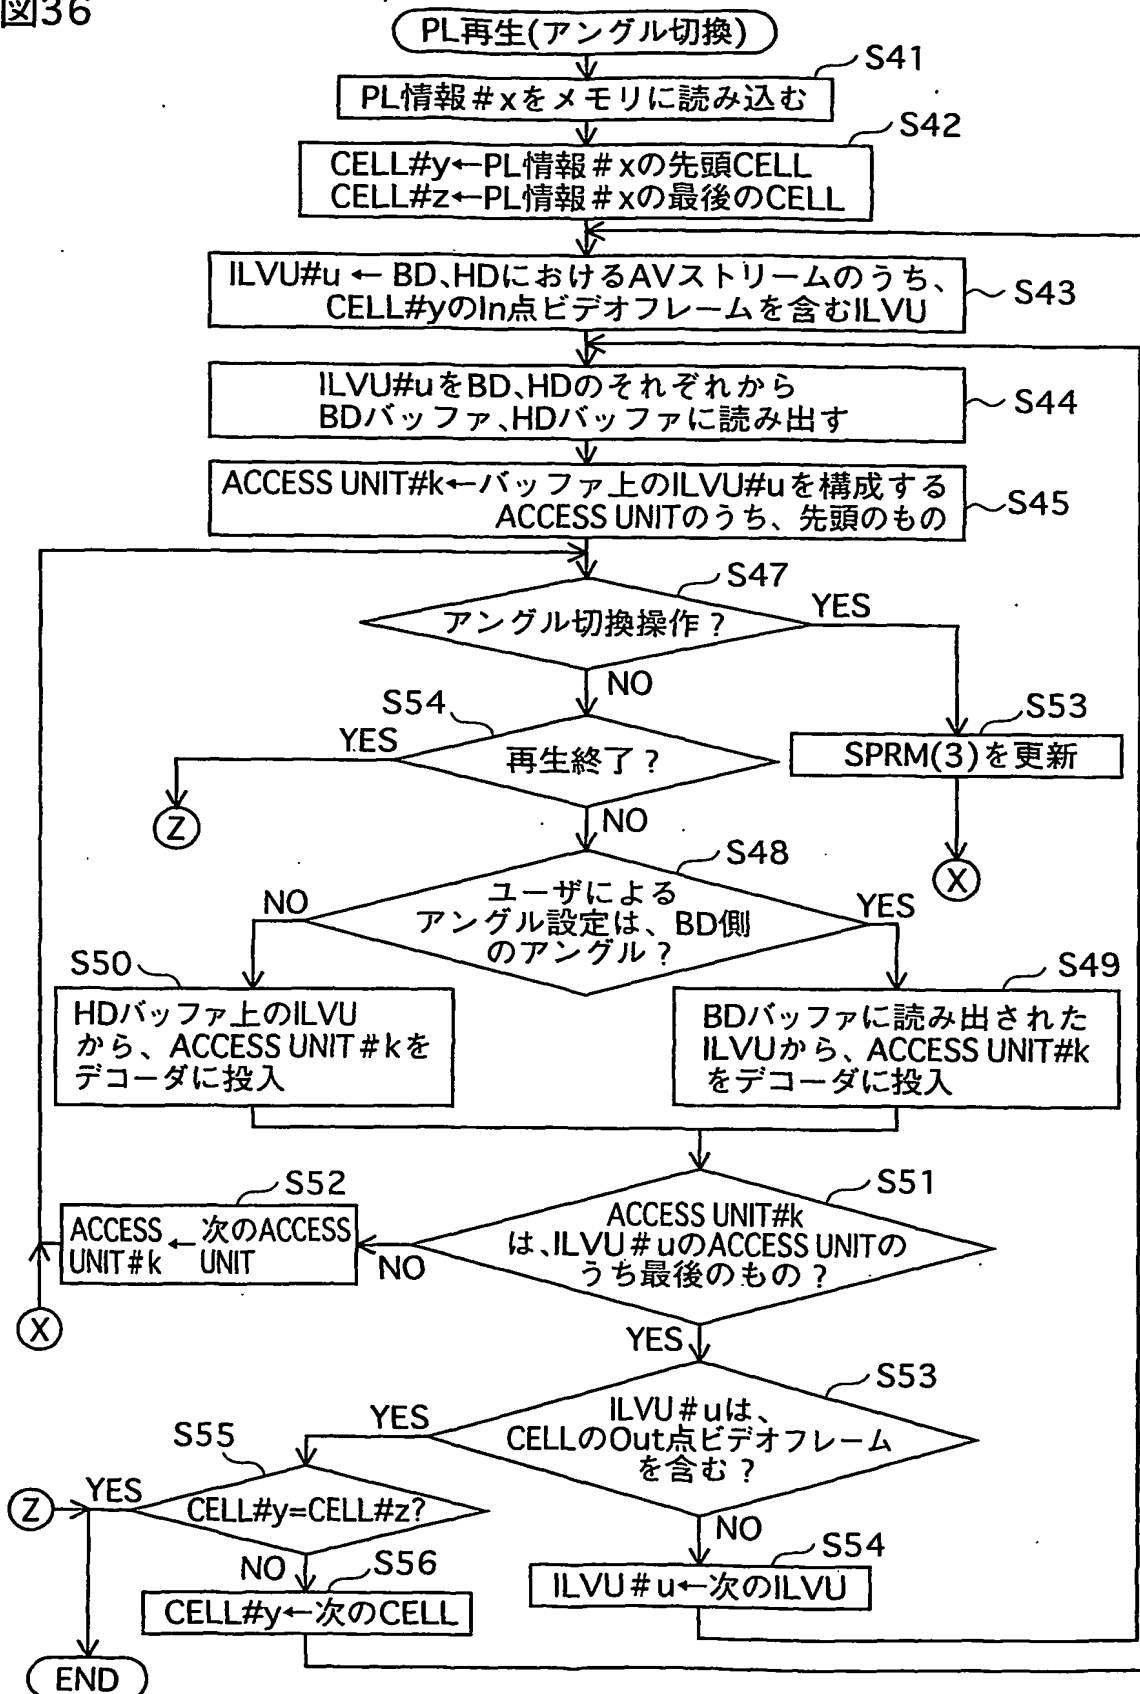 図36
PL再生(アングル切換)
S41
PL情報#xをメモリに読み込む
S42
CELL#y←PL情報#xの先頭CELL
CELL#z←PL情報#xの最後のCELL
ILVU#u ← BD、HDにおけるAVストリームのうち、
CELL#yのIn点ビデオフレームを含むILVU
S43
ILVU#uをBD、HDのそれぞれから
BDバッファ、HDバッファに読み出す
S44
ACCESS UNIT#k←バッファ上のILVU#uを構成する
ACCESS UNITのうち、先頭のもの
S45
S47
アングル切換操作？
YES
NO
S54
YES
再生終了？
S53
SPRM(3)を更新
Z
NO
X
S48
NO
ユーザによる
アングル設定は、BD側
のアングル？
YES
S50
HDバッファ上のILVU
から、ACCESS UNIT#kを
デコーダに投入
S49
BDバッファに読み出された
ILVUから、ACCESS UNIT#k
をデコーダに投入
S51
ACCESS UNIT#k
は、ILVU#uのACCESS UNITの
うち最後のもの？
S52
ACCESS ← 次のACCESS
UNIT#k UNIT
NO
X
YES
S53
ILVU#uは、
CELLのOut点ビデオフレーム
を含む？
YES
S55
Z
YES
CELL#y=CELL#z?
NO
NO
S54
ILVU#u←次のILVU
S56
CELL#y←次のCELL
END